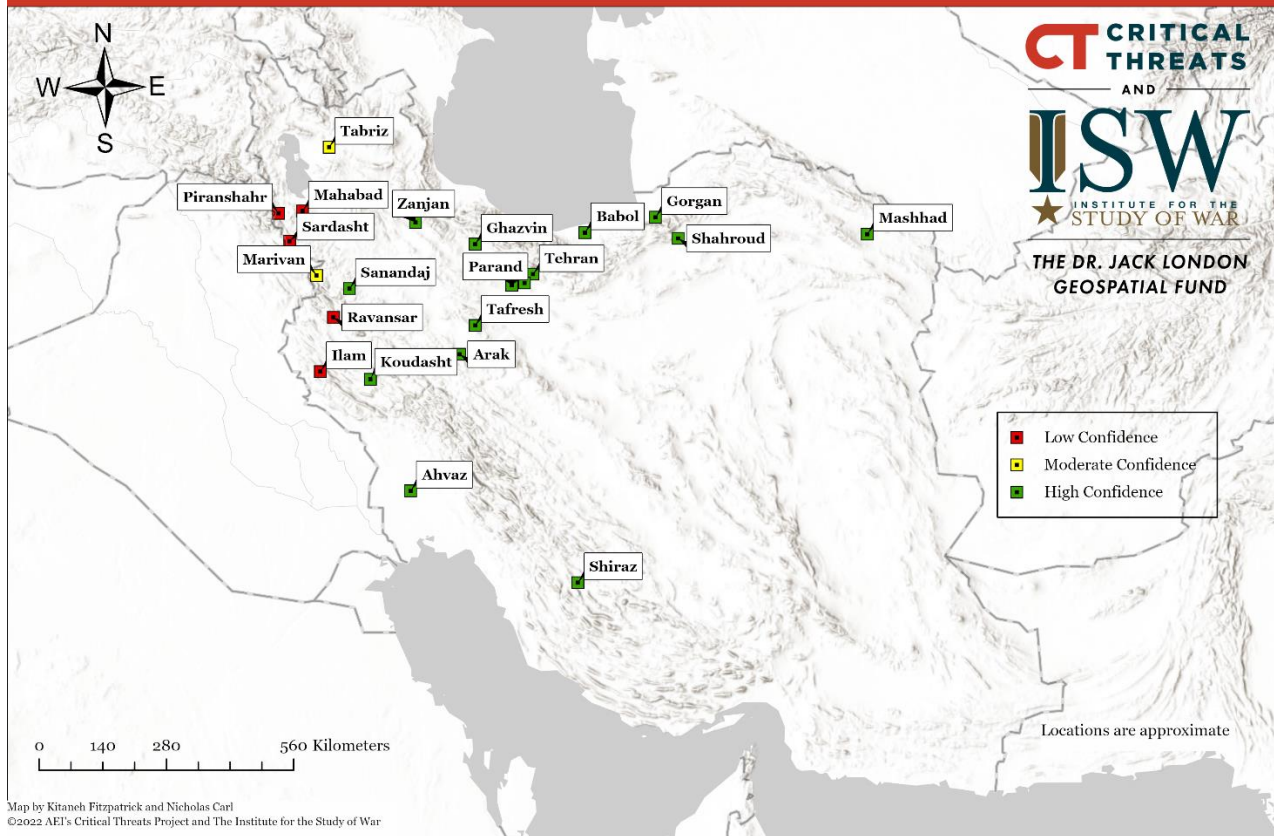 N
W
E
S
CT CRITICAL
THREATS
AND
ISW
INSTITUTE FOR THE
STUDY OF WAR
THE DR. JACK LONDON
GEOSPATIAL FUND
Tabriz
Piranshahr
Mahabad
Sardasht
Zanjan
Marivan
Sanandaj
Ghazvin
Parand
Tehran
Babol
Gorgan
Shahroud
Mashhad
Ravansar
Tafresh
Ilam
Koudasht
Arak
Ahvaz
Shiraz
Low Confidence
Moderate Confidence
High Confidence
Locations are approximate
0 140 280 560 Kilometers
Map by Kitaneh Fitzpatrick and Nicholas Carl
©2022 AEI's Critical Threats Project and The Institute for the Study of War